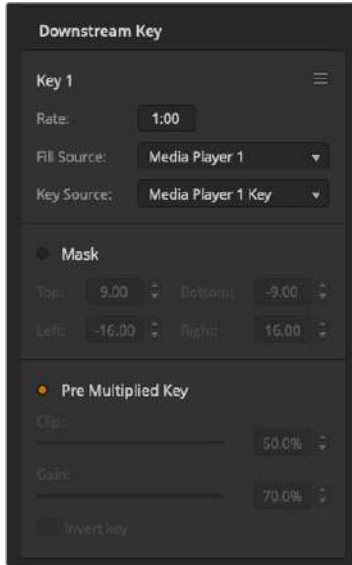 Downstream Key
Key 1
Rate: 1:00
Fill Source: Media Player 1
Key Source: Media Player 1 Key
Mask
Top: 9.00 Bottom: -9.00
Left: -16.00 Right: 16.00
Pre Multiplied Key
Clip:
50.0%
Gain:
70.0%
Invert key